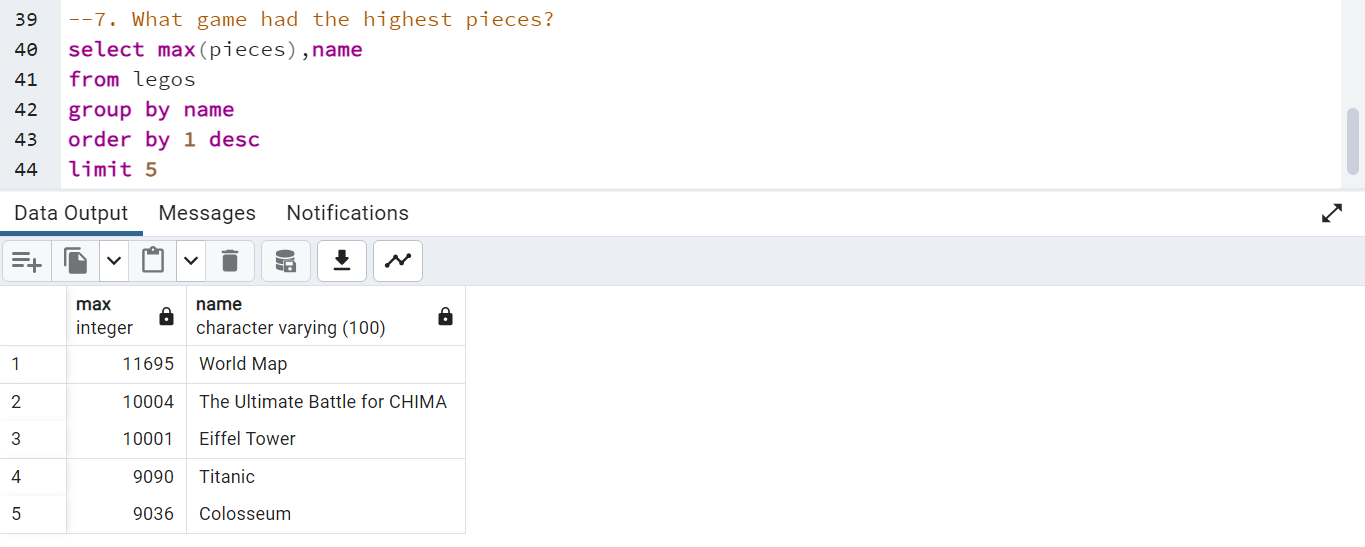 39 --7. What game had the highest pieces?
40 select max(pieces),name
41 from legos
42 group by name
43 order by 1 desc
44 limit 5
Data Output Messages Notifications
max name
integer character varying (100)
1 11695 World Map
2 10004 The Ultimate Battle for CHIMA
3 10001 Eiffel Tower
4 9090 Titanic
5 9036 Colosseum